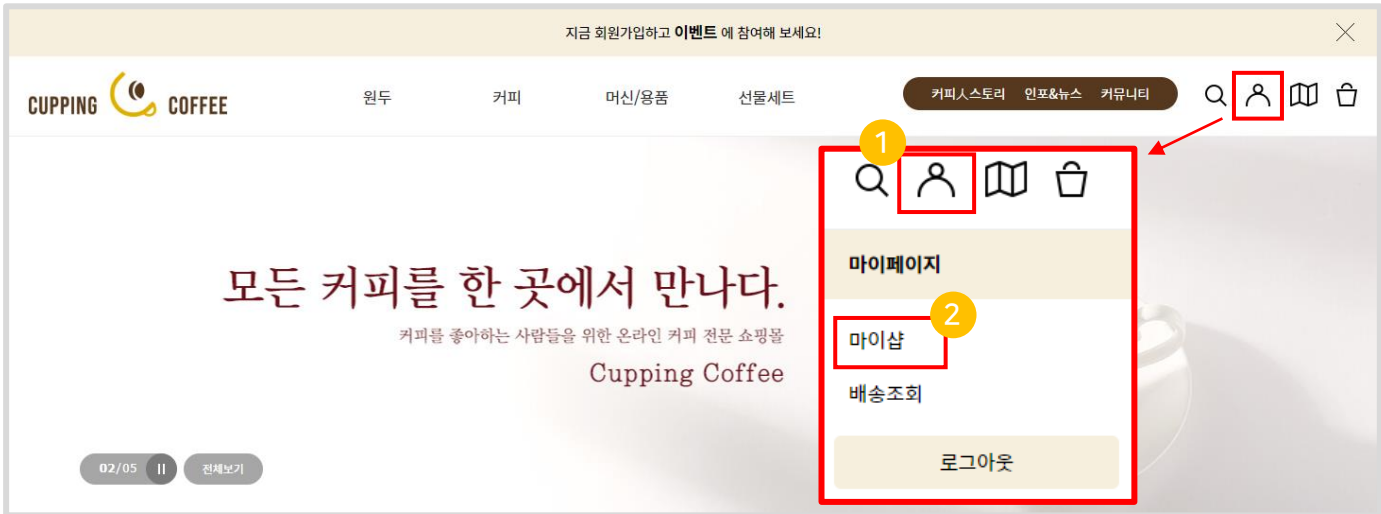 지금 회원가입하고 이벤트 에 참여해 보세요!
CUPPING COFFEE
원두 커피 머신/용품 선물세트
커피人스토리 인포&뉴스 커뮤니티
1
마이페이지
모든 커피를 한 곳에서 만나다.
커피를 좋아하는 사람들을 위한 온라인 커피 전문 쇼핑몰
Cupping Coffee
2
마이샵
배송조회
로그아웃
02/05 전체보기